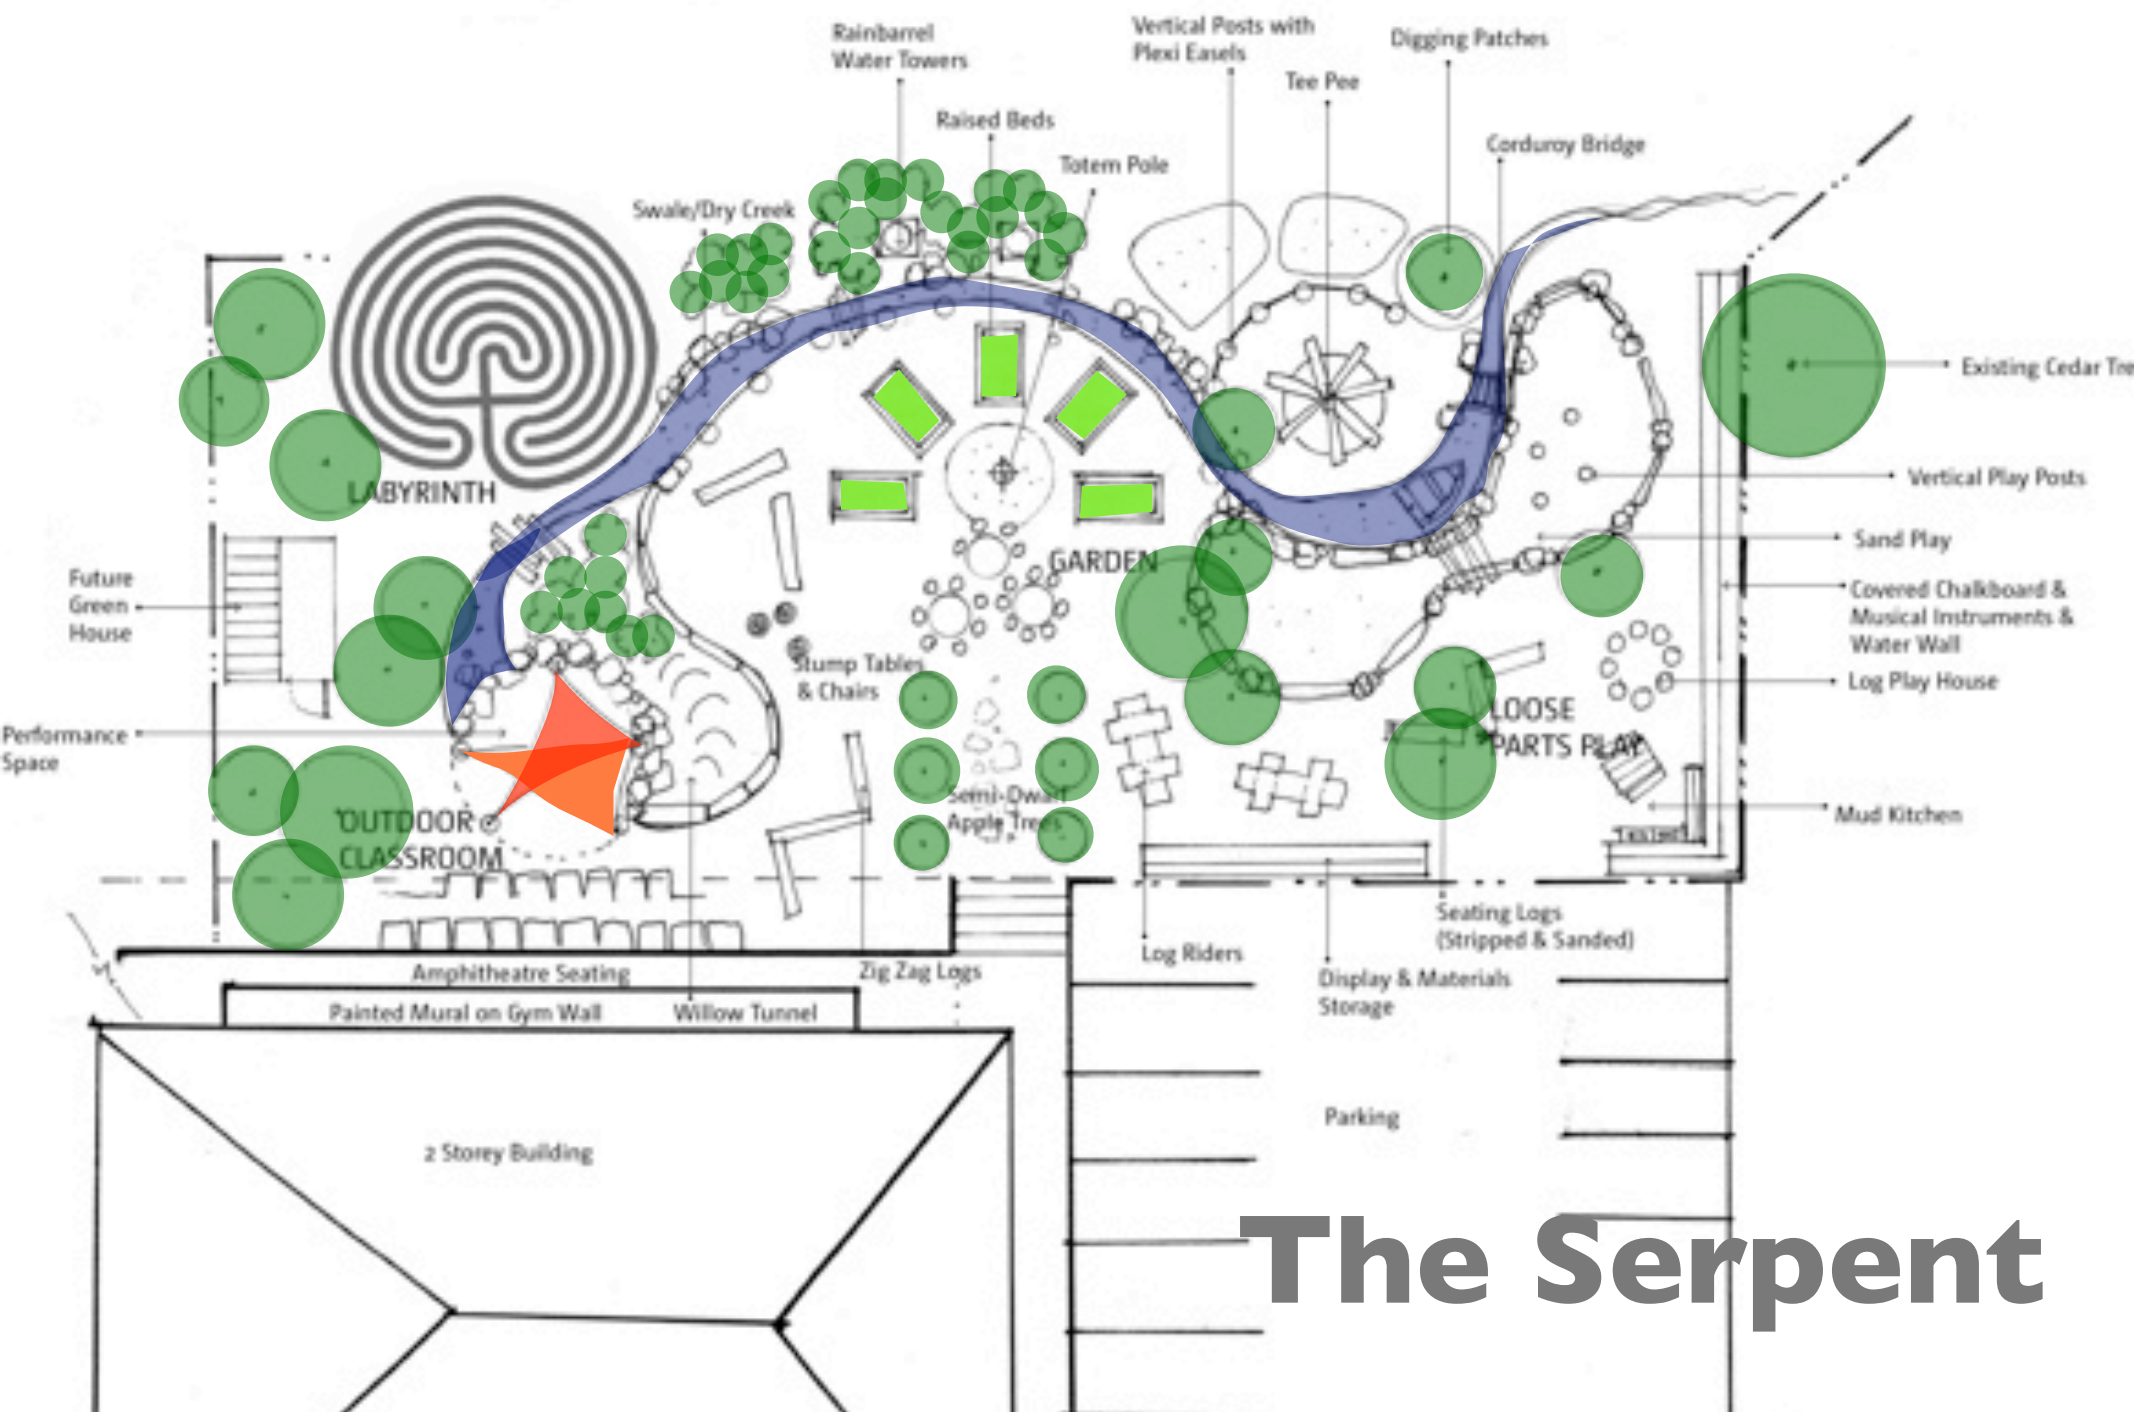 Rainbarrel
Water Towers
Vertical Posts with
Plexi Easels
Digging Patches
Tee Pee
Raised Beds
Corduroy Bridge
Totem Pole
Swale/Dry Creek
Existing Cedar Tre
LABYRINTH
Vertical Play Posts
Sand Play
GARDEN
Future
Green
House
Covered Chalkboard &
Musical Instruments &
Water Wall
Stump Tables
& Chairs
Log Play House
LOOSE
PARTS PLAY
Performance
Space
Semi-Dwarf
Apple Trees
Mud Kitchen
OUTDOOR
CLASSROOM
Seating Logs
(Stripped & Sanded)
Log Riders
Amphitheatre Seating
Zig Zag Logs
Display & Materials
Storage
Painted Mural on Gym Wall
Willow Tunnel
Parking
2 Storey Building
The Serpent